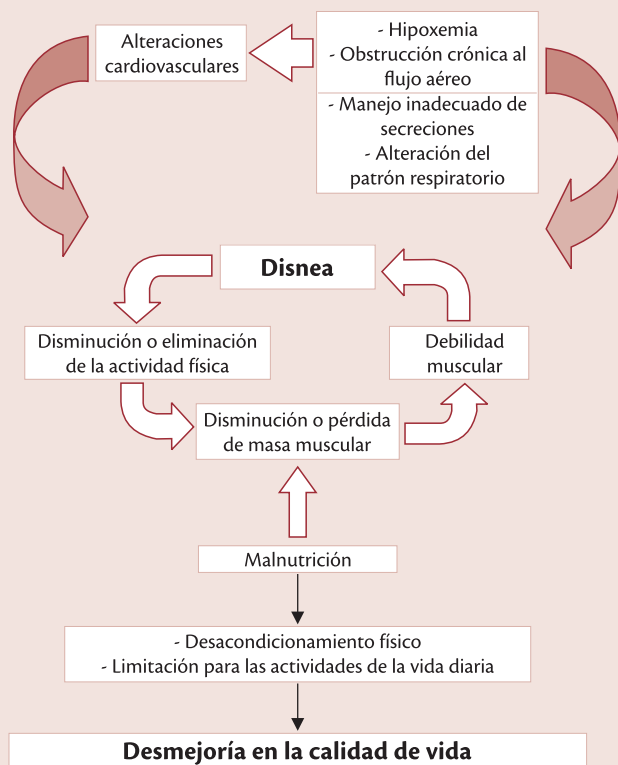 Alteraciones
cardiovasculares
- Hipoxemia
- Obstrucción crónica al
flujo aéreo
- Manejo inadecuado de
secreciones
- Alteración del
patrón respiratorio
Disnea
Disminución o eliminación
de la actividad física
Debilidad
muscular
Disminución o pérdida
de masa muscular
Malnutrición
- Desacondicionamiento físico
- Limitación para las actividades de la vida diaria
Desmejoría en la calidad de vida